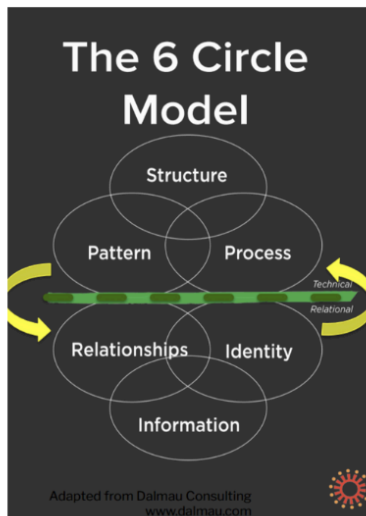 The 6 Circle
Model
Structure
Pattern
Process
Technical
Relational
Relationships
Identity
Information
Adapted from Dalmau Consulting
www.dalmau.com